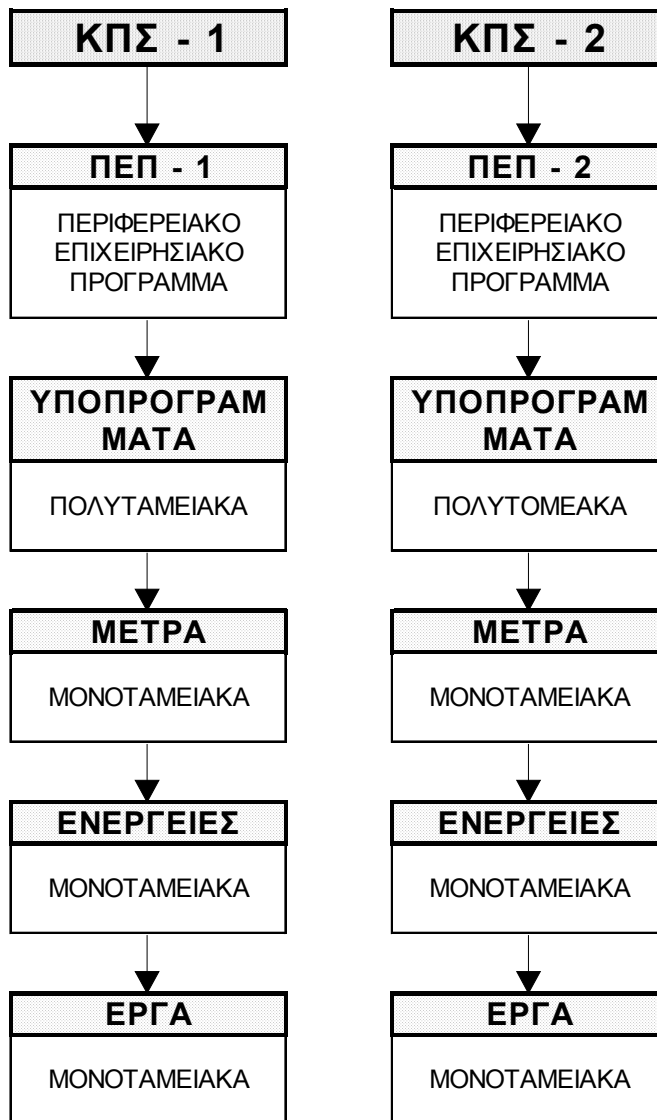 ΚΠΣ - 1
ΠΕΠ - 1
ΠΕΡΙΦΕΡΕΙΑΚΟ
ΕΠΙΧΕΙΡΗΣΙΑΚΟ
ΠΡΟΓΡΑΜΜΑ
ΥΠΟΠΡΟΓΡΑΜ
ΜΑΤΑ
ΠΟΛΥΤΑΜΕΙΑΚΑ
ΜΕΤΡΑ
ΜΟΝΟΤΑΜΕΙΑΚΑ
ΕΝΕΡΓΕΙΕΣ
ΜΟΝΟΤΑΜΕΙΑΚΑ
ΕΡΓΑ
ΜΟΝΟΤΑΜΕΙΑΚΑ
ΚΠΣ - 2
ΠΕΠ - 2
ΠΕΡΙΦΕΡΕΙΑΚΟ
ΕΠΙΧΕΙΡΗΣΙΑΚΟ
ΠΡΟΓΡΑΜΜΑ
ΥΠΟΠΡΟΓΡΑΜ
ΜΑΤΑ
ΠΟΛΥΤΟΜΕΑΚΑ
ΜΕΤΡΑ
ΜΟΝΟΤΑΜΕΙΑΚΑ
ΕΝΕΡΓΕΙΕΣ
ΜΟΝΟΤΑΜΕΙΑΚΑ
ΕΡΓΑ
ΜΟΝΟΤΑΜΕΙΑΚΑ